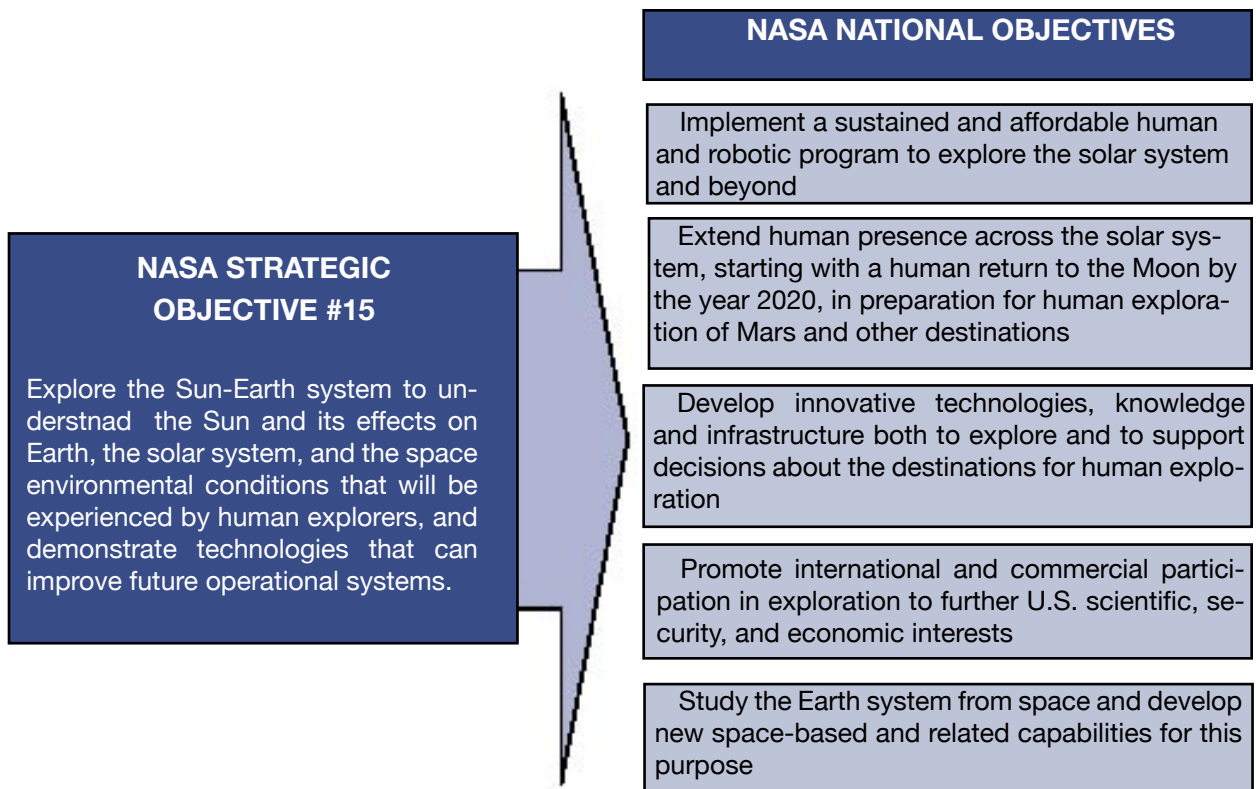 NASA STRATEGIC
OBJECTIVE #15
Explore the Sun-Earth system to un-
derstnad the Sun and its effects on
Earth, the solar system, and the space
environmental conditions that will be
experienced by human explorers, and
demonstrate technologies that can
improve future operational systems.
NASA NATIONAL OBJECTIVES
Implement a sustained and affordable human
and robotic program to explore the solar system
and beyond
Extend human presence across the solar sys-
tem, starting with a human return to the Moon by
the year 2020, in preparation for human explora-
tion of Mars and other destinations
Develop innovative technologies, knowledge
and infrastructure both to explore and to support
decisions about the destinations for human explo-
ration
Promote international and commercial partici-
pation in exploration to further U.S. scientific, se-
curity, and economic interests
Study the Earth system from space and develop
new space-based and related capabilities for this
purpose